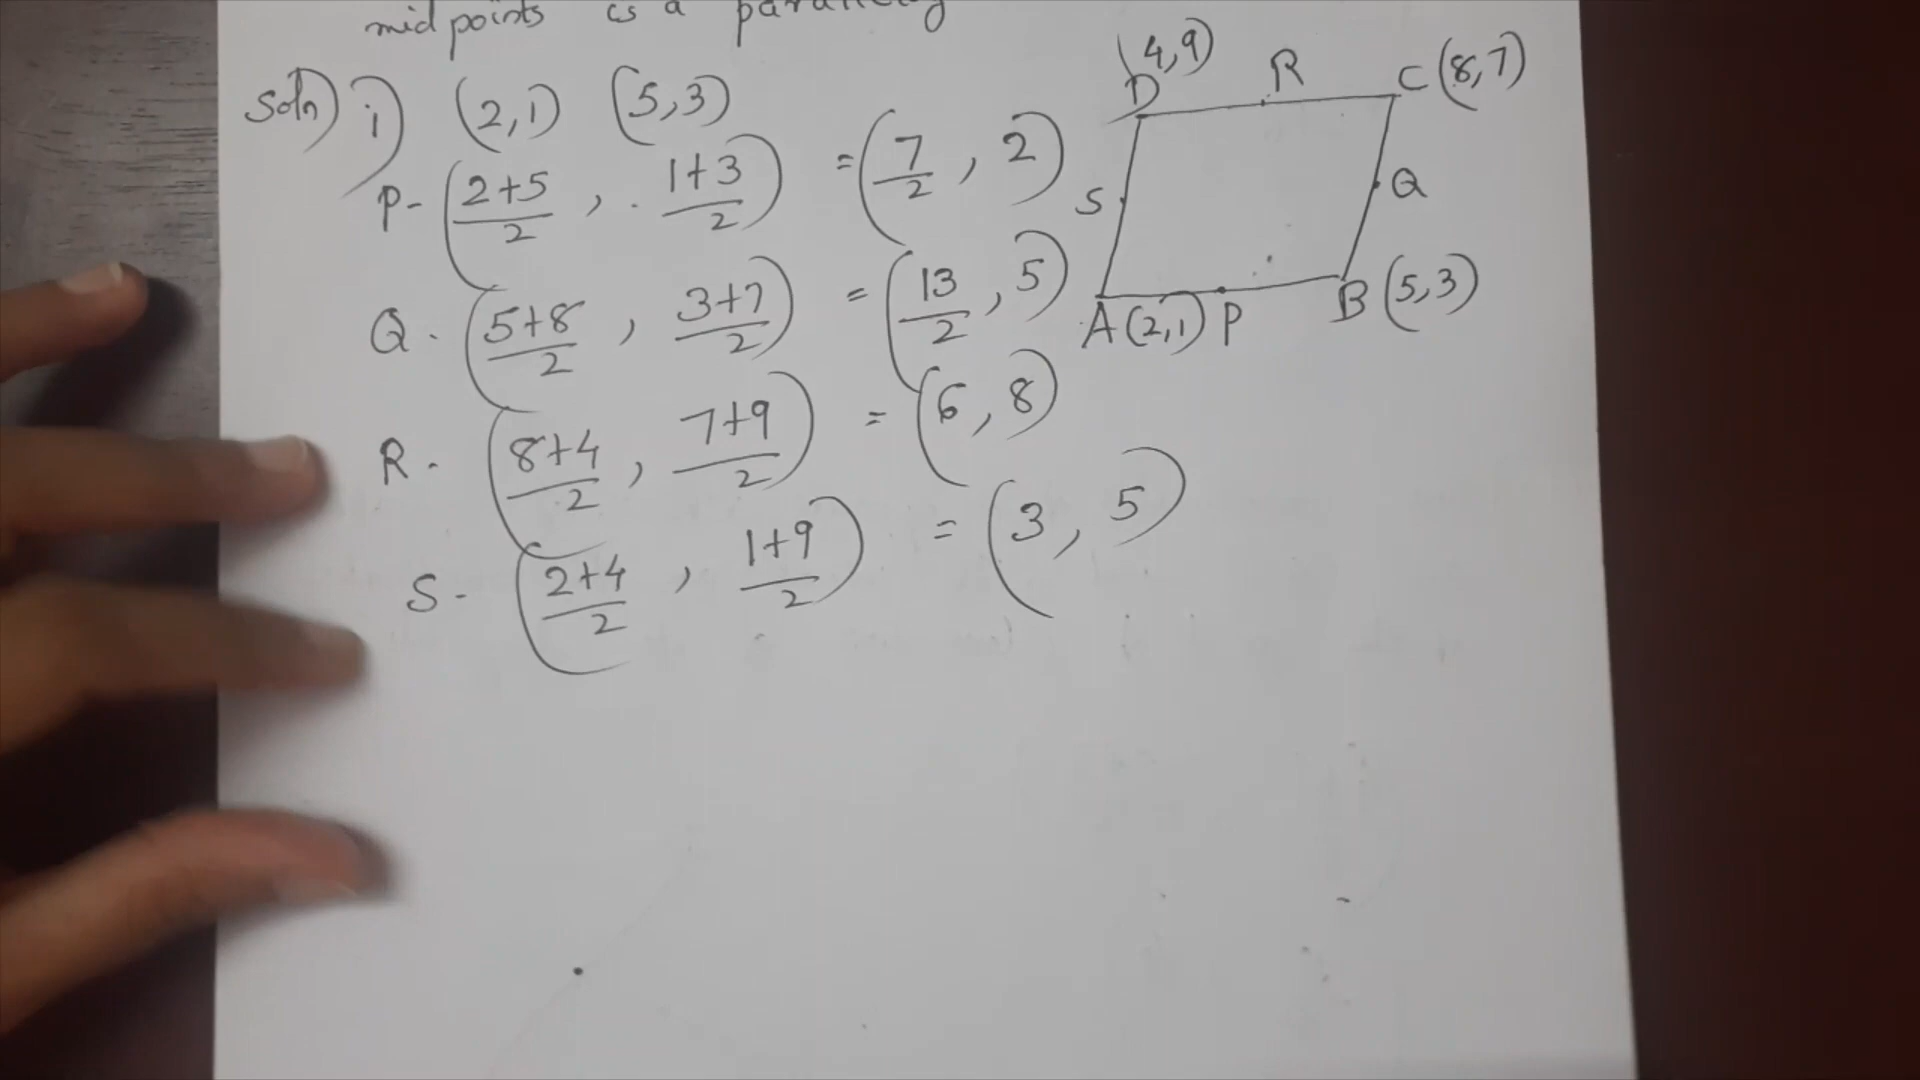 midpoints is a
Soln) i) (2,1) (5,3)
P- (2+5/2 , 1+3/2) = (7/2 , 2)
Q. (5+8/2 , 3+7/2) = (13/2 , 5)
R. (8+4/2 , 7+9/2) = (6 , 8)
S- (2+4/2 , 1+9/2) = (3 , 5)
(4,9)
D R C (8,7)
S Q
A(2,1) P B (5,3)